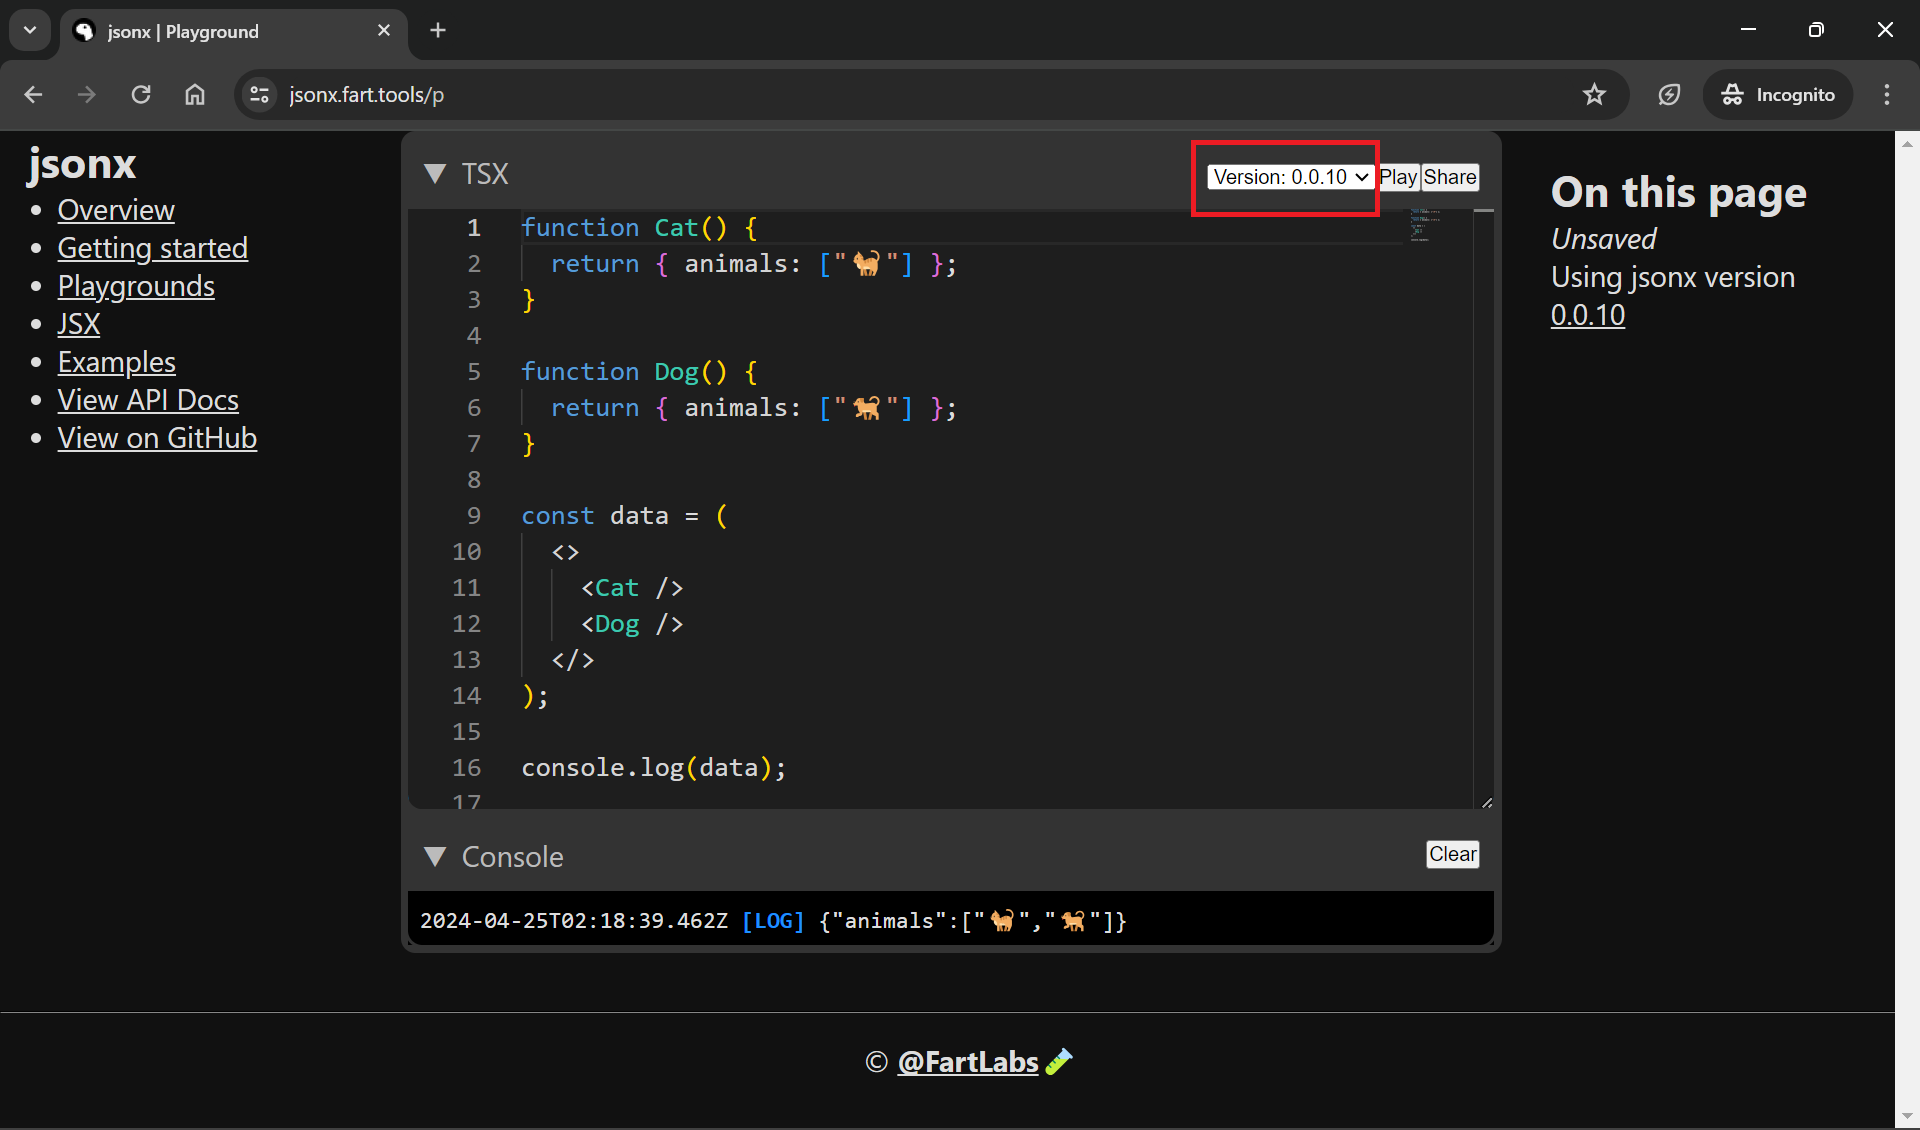 jsonx | Playground
jsonx.fart.tools/p
Incognito
jsonx
Overview
Getting started
Playgrounds
JSX
Examples
View API Docs
View on GitHub
TSX
Version: 0.0.10
Play
Share
1 function Cat() {
2 return { animals: ["🐈"] };
3 }
4
5 function Dog() {
6 return { animals: ["🐕"] };
7 }
8
9 const data = (
10 <>
11 <Cat />
12 <Dog />
13 </>
14 );
15
16 console.log(data);
17
Console
Clear
2024-04-25T02:18:39.462Z [LOG] {"animals":["🐈","🐕"]}
On this page
Unsaved
Using jsonx version
0.0.10
© @FartLabs 🧪